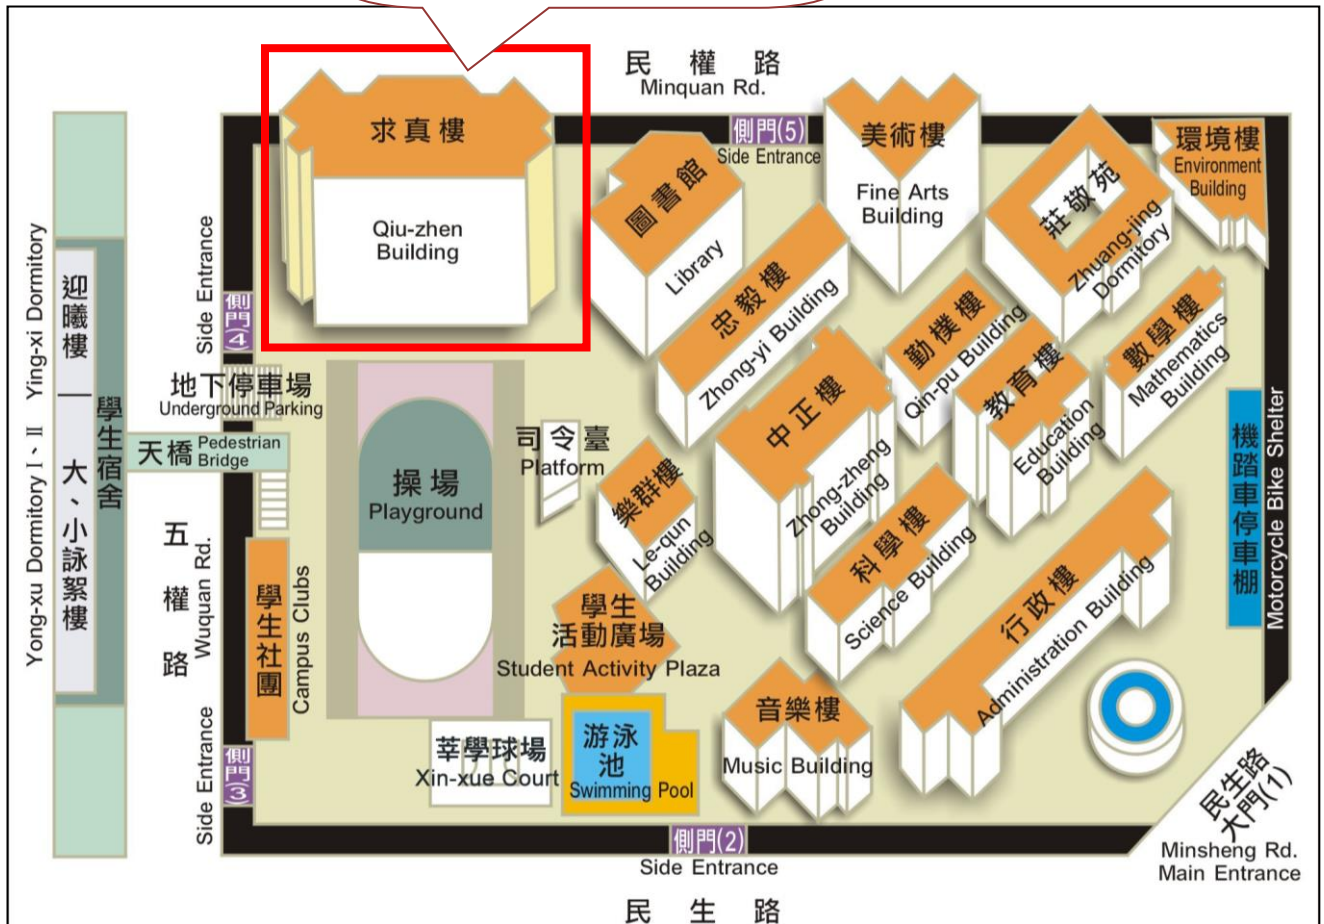 民 權 路
Minquan Rd.
求真樓
Qiu-zhen
Building
圖書館
Library
側門(5)
Side Entrance
美術樓
Fine Arts
Building
莊敬苑
Zhuang-jing
Dormitory
環境樓
Environment
Building
忠毅樓
Zhong-yi Building
勤樸樓
Qin-pu Building
數學樓
Mathematics
Building
中正樓
Zhong-zheng
Building
教育樓
Education
Building
Side Entrance
側門(4)
地下停車場
Underground Parking
天橋
Pedestrian
Bridge
Yong-xu Dormitory I、II Ying-xi Dormitory
迎曦樓
大、小詠絮樓
學生宿舍
操場
Playground
司令臺
Platform
樂群樓
Le-qun
Building
科學樓
Science Building
行政樓
Administration Building
機踏車停車棚
Motorcycle Bike Shelter
五權路
Wuquan Rd.
學生社團
Campus Clubs
學生
活動廣場
Student Activity Plaza
Side Entrance
側門(3)
莘學球場
Xin-xue Court
游泳
池
Swimming Pool
音樂樓
Music Building
側門(2)
Side Entrance
民生路
大門(1)
Minsheng Rd.
Main Entrance
民 生 路